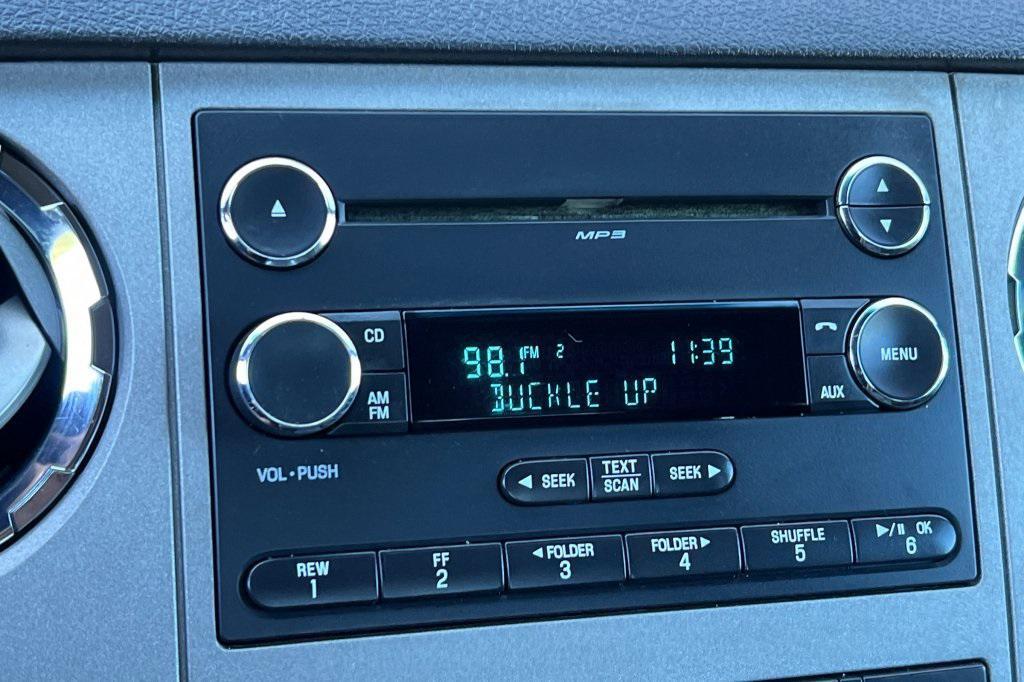 MP3
CD
98.1 FM 2 11:39
BUCKLE UP
AM
FM
MENU
AUX
VOL•PUSH
◄ SEEK
TEXT
SCAN
SEEK ►
REW
1
FF
2
◄ FOLDER
3
FOLDER ►
4
SHUFFLE
5
►/II OK
6